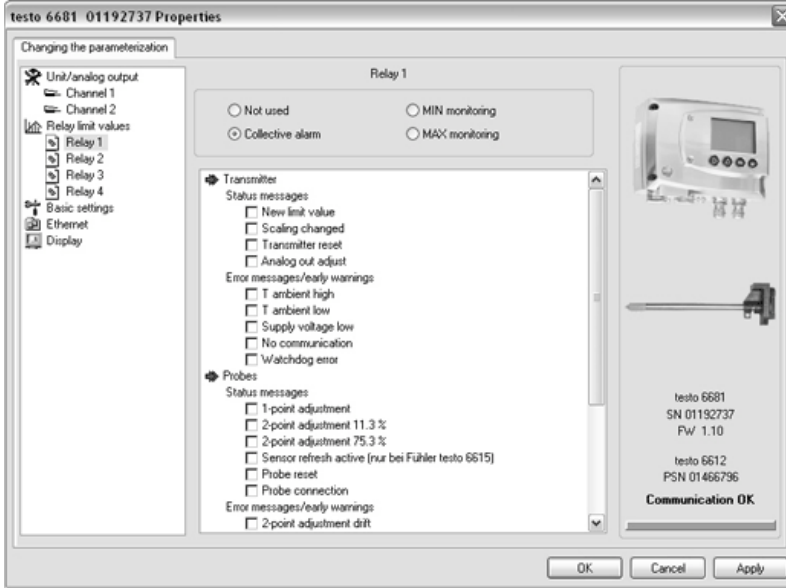 testo 6681 01192737 Properties
Changing the parameterization
Unit/analog output
Channel 1
Channel 2
Relay limit values
Relay 1
Relay 2
Relay 3
Relay 4
Basic settings
Ethernet
Display
Relay 1
Not used
MIN monitoring
Collective alarm
MAX monitoring
Transmitter
Status messages
New limit value
Scaling changed
Transmitter reset
Analog out adjust
Error messages/early warnings
T ambient high
T ambient low
Supply voltage low
No communication
Watchdog error
Probes
Status messages
1-point adjustment
2-point adjustment 11.3 %
2-point adjustment 75.3 %
Sensor refresh active (nur bei Fühler testo 6615)
Probe reset
Probe connection
Error messages/early warnings
2-point adjustment drift
testo 6681
SN 01192737
FW 1.10
testo 6612
PSN 01466796
Communication OK
OK
Cancel
Apply